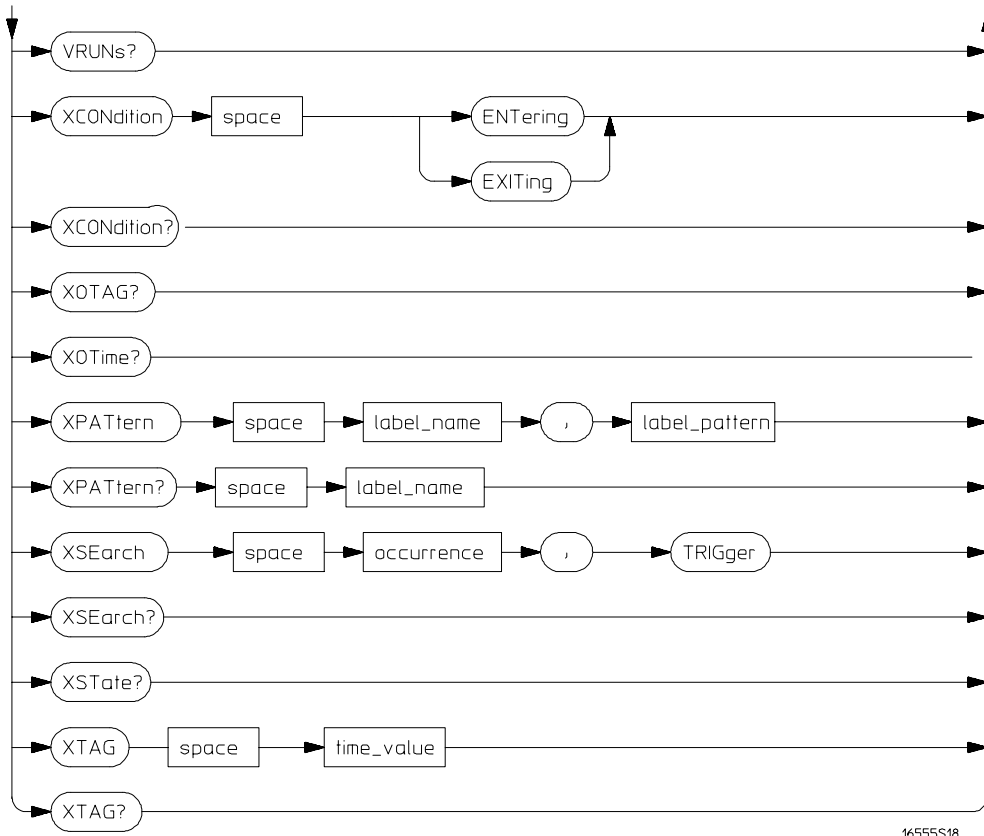 VRUNs?
XCONdition space ENTering
EXITing
XCONdition?
XOTAG?
XOTime?
XPATtern space label_name , label_pattern
XPATtern? space label_name
XSEarch space occurrence , TRIGger
XSEarch?
XSTate?
XTAG space time_value
XTAG?
16555S18